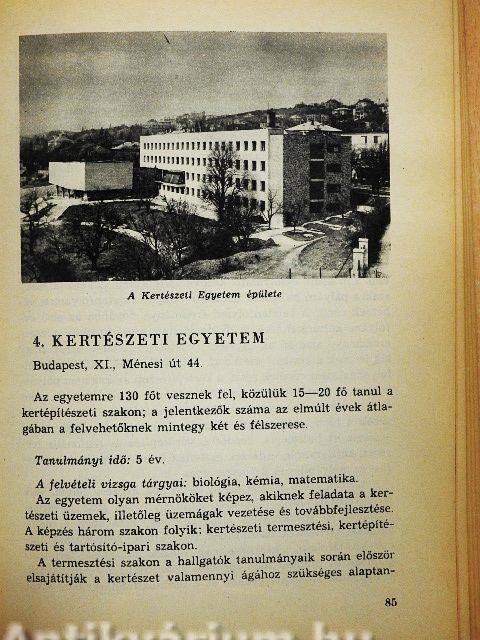 A Kertészeti Egyetem épülete
4. KERTÉSZETI EGYETEM
Budapest, XI., Ménesi út 44.
Az egyetemre 130 főt vesznek fel, közülük 15—20 fő tanul a
kertépítészeti szakon; a jelentkezők száma az elmúlt évek átla-
gában a felvehetőknek mintegy két és félszerese.
Tanulmányi idő: 5 év.
A felvételi vizsga tárgyai: biológia, kémia, matematika.
Az egyetem olyan mérnököket képez, akiknek feladata a ker-
tészeti üzemek, illetőleg üzemágak vezetése és továbbfejlesztése.
A képzés három szakon folyik: kertészeti termesztési, kertépíté-
szeti és tartósító-ipari szakon.
A termesztési szakon a hallgatók tanulmányaik során először
elsajátítják a kertészet valamennyi ágához szükséges alaptan-
85
Antikvárium.hu